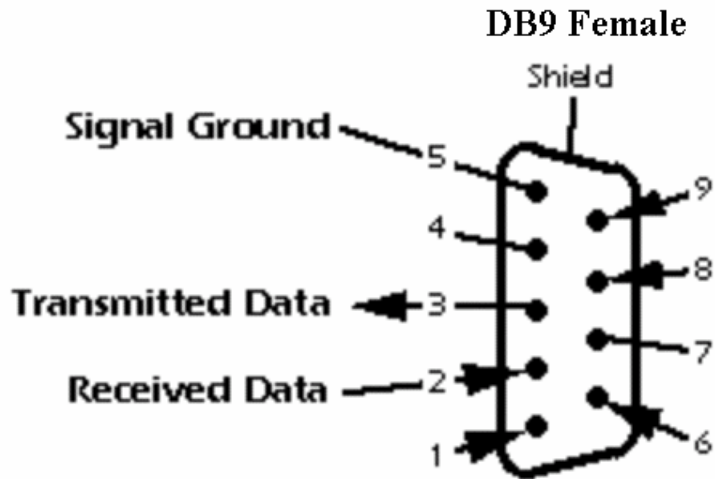 DB9 Female
Shield
Signal Ground
5
9
4
8
Transmitted Data
3
7
Received Data
2
6
1